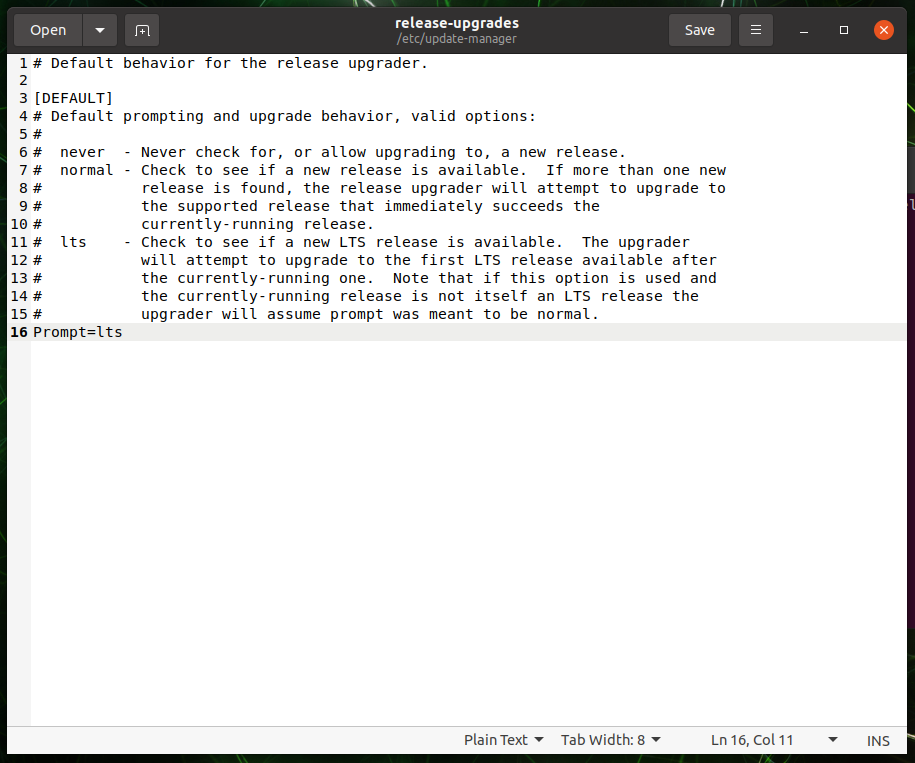 Open
release-upgrades
/etc/update-manager
Save
1 # Default behavior for the release upgrader.
2
3 [DEFAULT]
4 # Default prompting and upgrade behavior, valid options:
5 #
6 #  never  - Never check for, or allow upgrading to, a new release.
7 #  normal - Check to see if a new release is available.  If more than one new
8 #           release is found, the release upgrader will attempt to upgrade to
9 #           the supported release that immediately succeeds the
10 #           currently-running release.
11 #  lts    - Check to see if a new LTS release is available.  The upgrader
12 #           will attempt to upgrade to the first LTS release available after
13 #           the currently-running one.  Note that if this option is used and
14 #           the currently-running release is not itself an LTS release the
15 #           upgrader will assume prompt was meant to be normal.
16 Prompt=lts
Plain Text Tab Width: 8 Ln 16, Col 11 INS